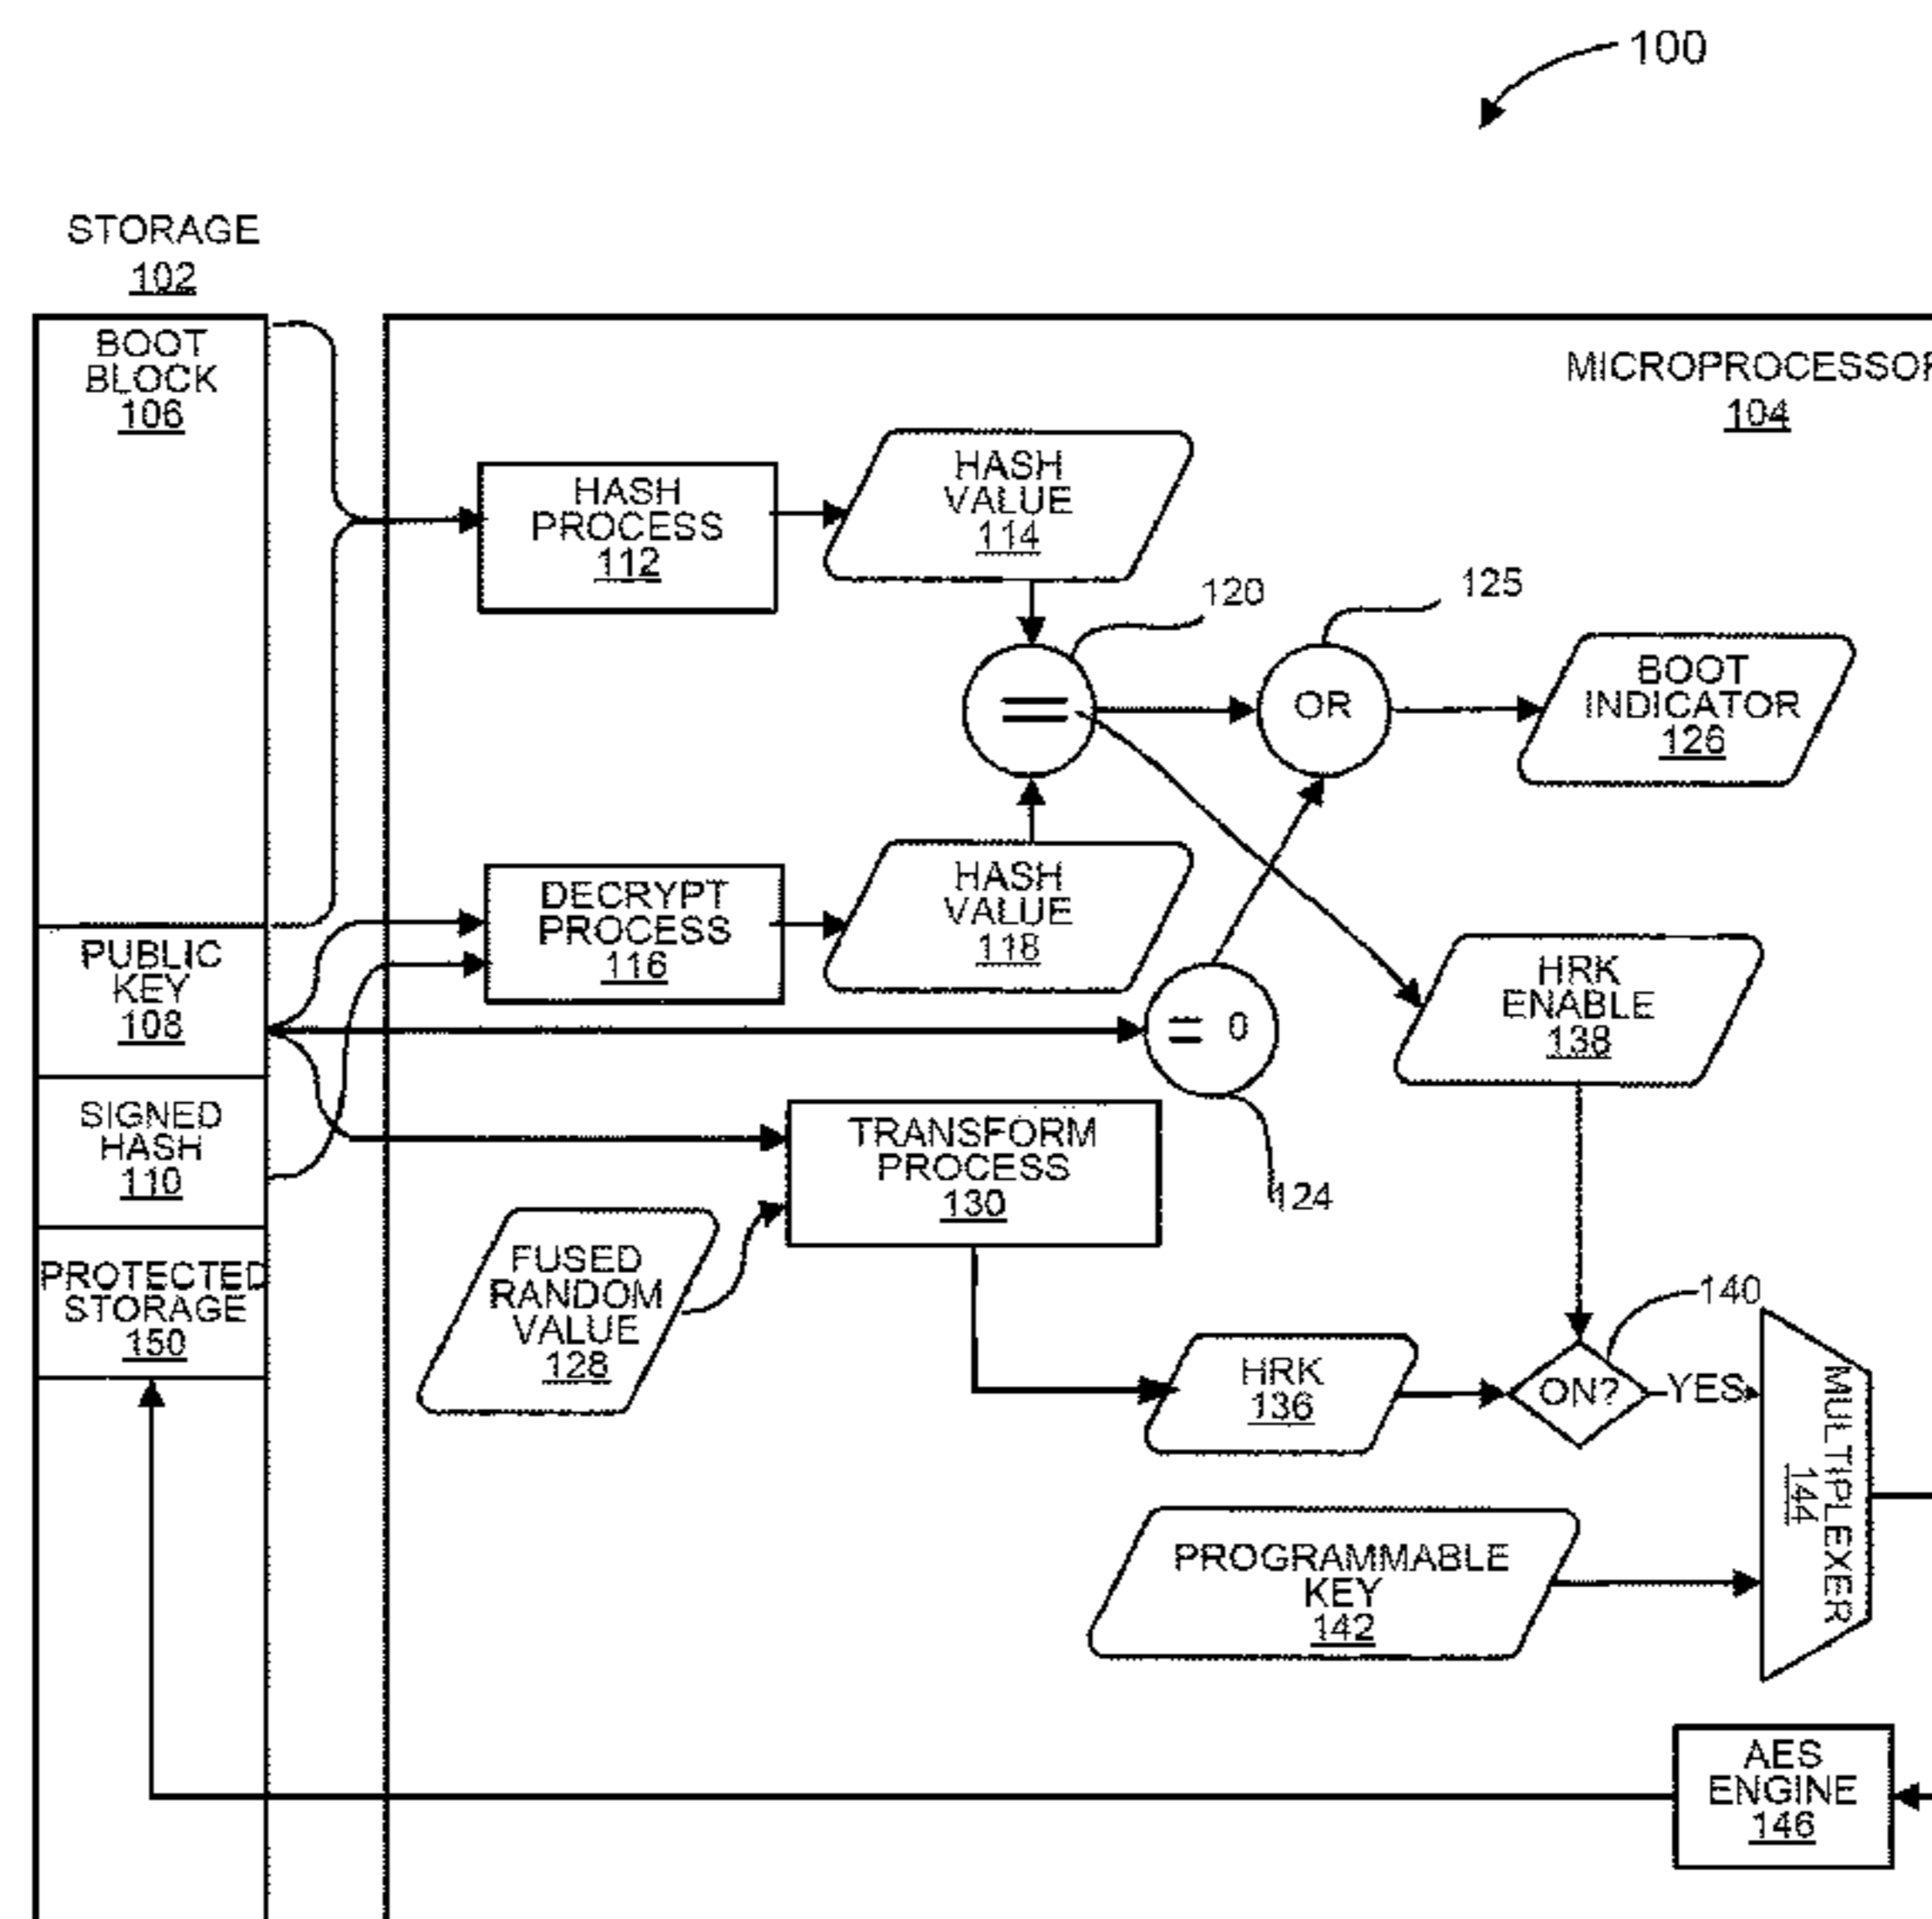 100
STORAGE
102
BOOT
BLOCK
106
MICROPROCESSOR
104
HASH
PROCESS
112
HASH
VALUE
114
120
125
=
OR
BOOT
INDICATOR
126
PUBLIC
KEY
108
DECRYPT
PROCESS
116
HASH
VALUE
118
= 0
124
HRK
ENABLE
138
SIGNED
HASH
110
TRANSFORM
PROCESS
130
PROTECTED
STORAGE
150
FUSED
RANDOM
VALUE
128
HRK
136
140
ON?
YES
MULTIPLEXER
144
PROGRAMMABLE
KEY
142
AES
ENGINE
146